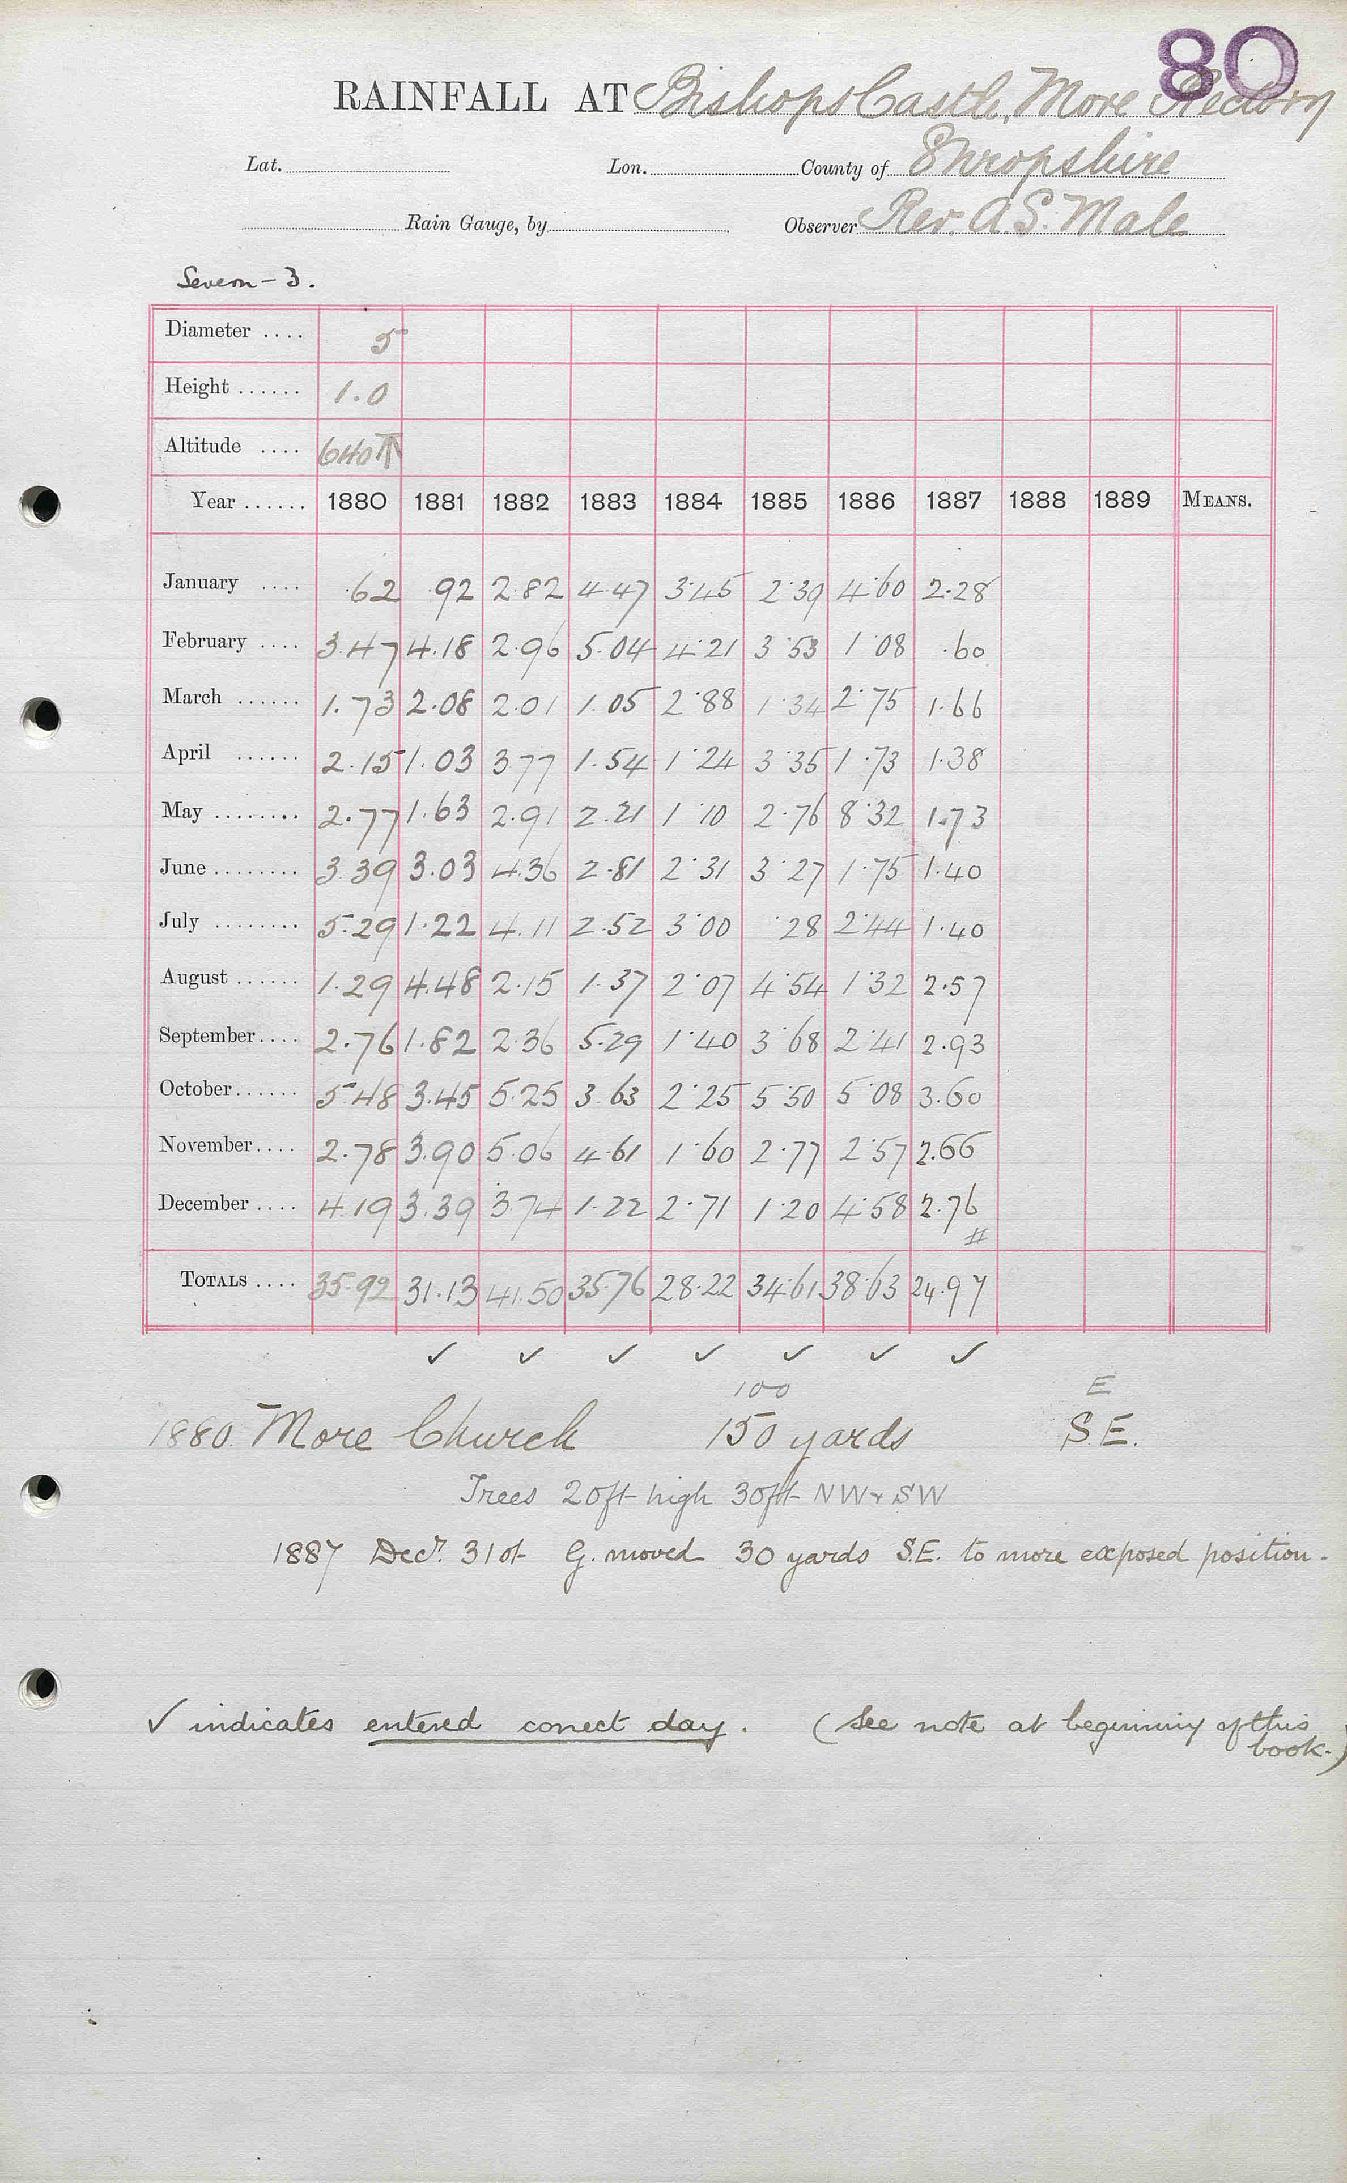 80
RAINFALL AT Bishops Castle, More Rectory
Lat. Lon. County of Shropshire
Rain Gauge, by Observer Rev. A.S. Male
Severn - 3.
Diameter .... 5
Height ...... 1.0
Altitude .... 640 T
Year ...... 1880 1881 1882 1883 1884 1885 1886 1887 1888 1889 MEANS.
January .... .62 .92 2.82 4.47 3.45 2.39 4.60 2.28
February .... 3.47 4.18 2.96 5.04 4.21 3.53 1.08 .60
March ...... 1.73 2.08 2.01 1.05 2.88 1.34 2.75 1.66
April ...... 2.15 1.03 3.77 1.54 1.24 3.35 1.73 1.38
May ........ 2.77 1.63 2.91 2.21 1.10 2.76 8.32 1.73
June ........ 3.39 3.03 4.36 2.81 2.31 3.27 1.75 1.40
July ........ 5.29 1.22 4.11 2.52 3.00 .28 2.44 1.40
August ...... 1.29 4.48 2.15 1.37 2.07 4.54 1.32 2.57
September .... 2.76 1.82 2.36 5.29 1.40 3.68 2.41 2.93
October ...... 5.48 3.45 5.25 3.63 2.25 5.50 5.08 3.60
November .... 2.78 3.90 5.06 4.61 1.60 2.77 2.57 2.66
December .... 4.19 3.39 3.74 1.22 2.71 1.20 4.58 2.76
#
TOTALS .... 35.92 31.13 41.50 35.76 28.22 34.61 38.63 24.97
✓ ✓ ✓ ✓ ✓ ✓ ✓
100 E
1880 More Church 150 yards S.E.
Trees 20ft high 30ft NW + SW
1887 Decr. 31st G. moved 30 yards S.E. to more exposed position.
✓ indicates entered correct day. (See note at beginning of this
book.)